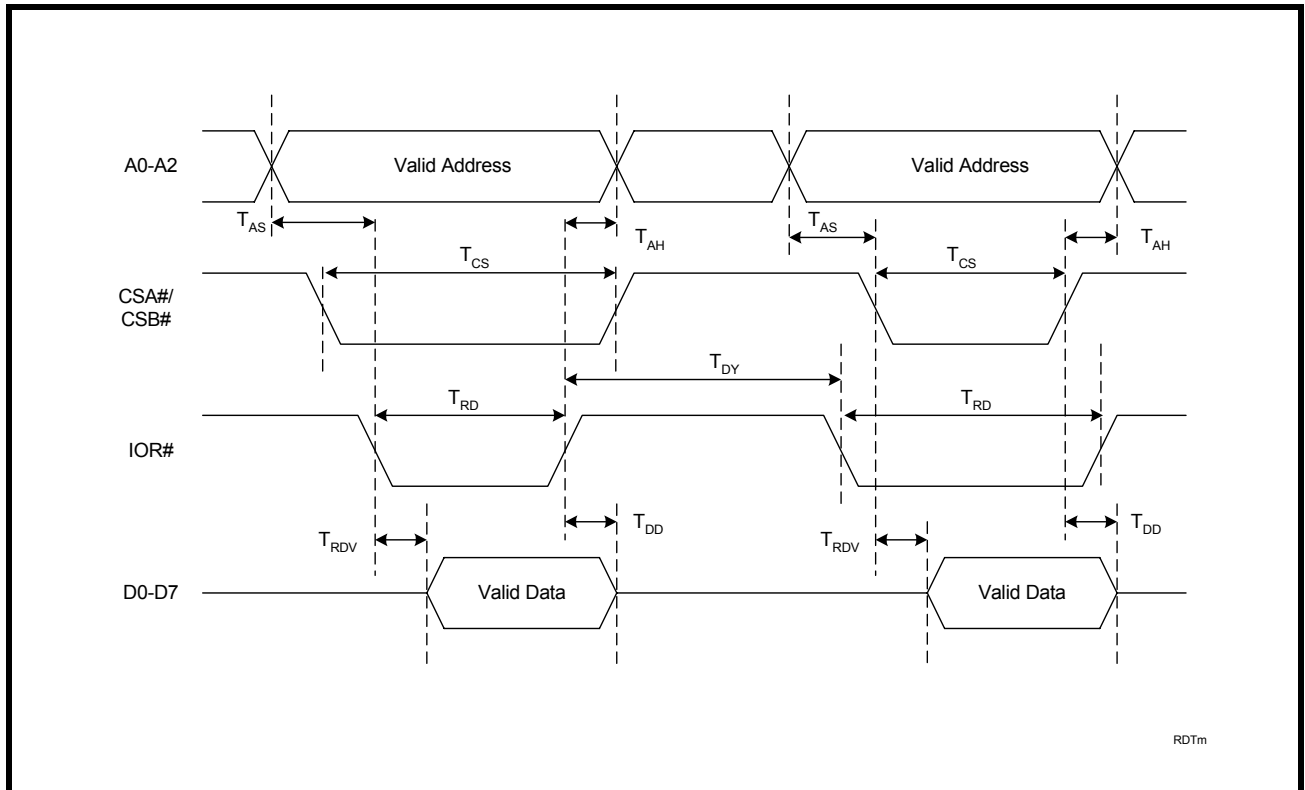 A0-A2
Valid Address
Valid Address
TAS
TAH
TAS
TAH
TCS
TCS
CSA#/
CSB#
TDY
TRD
TRD
IOR#
TRDV
TDD
TRDV
TDD
D0-D7
Valid Data
Valid Data
RDTm